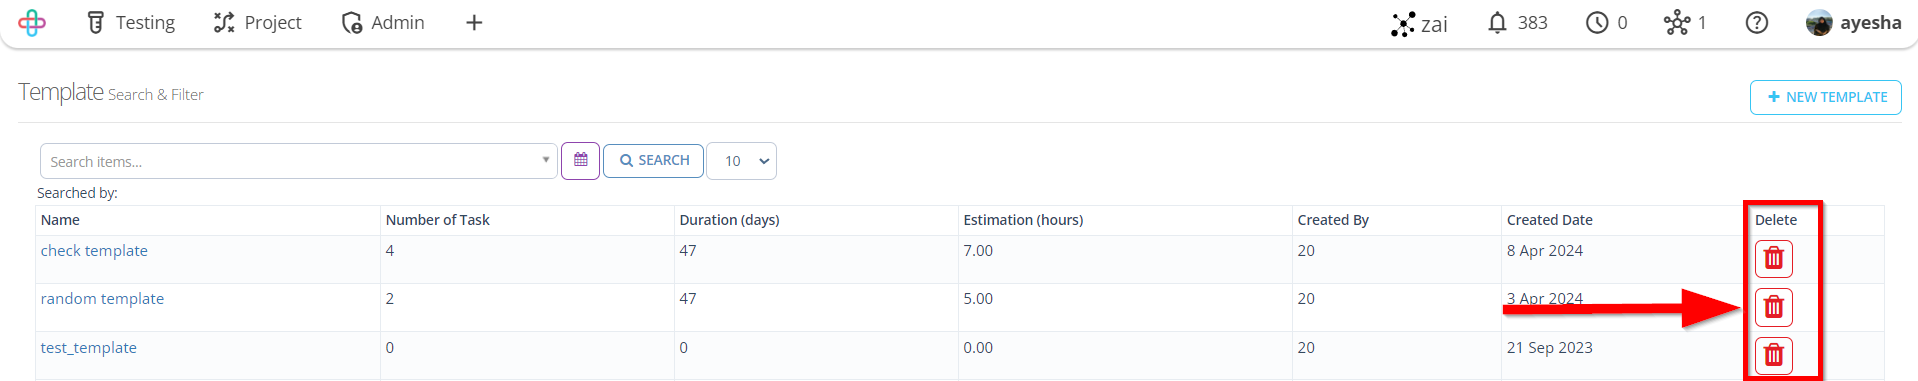 Testing Project Admin + zai 383 0 1 ? ayesha
Template Search & Filter + NEW TEMPLATE
Search items... SEARCH 10
Searched by:
Name Number of Task Duration (days) Estimation (hours) Created By Created Date Delete
check template 4 47 7.00 20 8 Apr 2024
random template 2 47 5.00 20 3 Apr 2024
test_template 0 0 0.00 20 21 Sep 2023